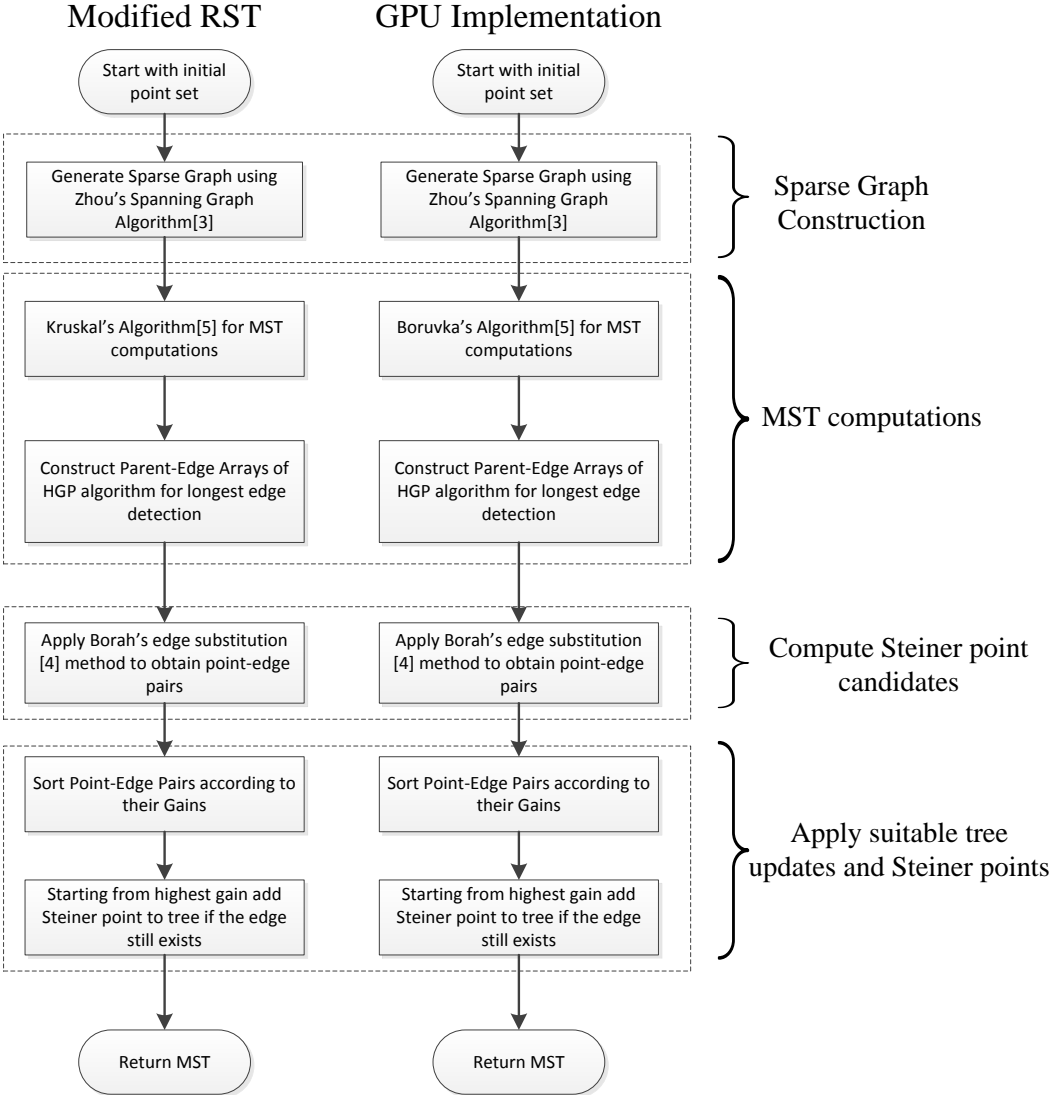 Modified RST
GPU Implementation
Start with initial
point set
Start with initial
point set
Generate Sparse Graph using
Zhou’s Spanning Graph
Algorithm[3]
Generate Sparse Graph using
Zhou’s Spanning Graph
Algorithm[3]
Sparse Graph
Construction
Kruskal’s Algorithm[5] for MST
computations
Boruvka’s Algorithm[5] for MST
computations
Construct Parent-Edge Arrays of
HGP algorithm for longest edge
detection
Construct Parent-Edge Arrays of
HGP algorithm for longest edge
detection
MST computations
Apply Borah’s edge substitution
[4] method to obtain point-edge
pairs
Apply Borah’s edge substitution
[4] method to obtain point-edge
pairs
Compute Steiner point
candidates
Sort Point-Edge Pairs according to
their Gains
Sort Point-Edge Pairs according to
their Gains
Starting from highest gain add
Steiner point to tree if the edge
still exists
Starting from highest gain add
Steiner point to tree if the edge
still exists
Apply suitable tree
updates and Steiner points
Return MST
Return MST